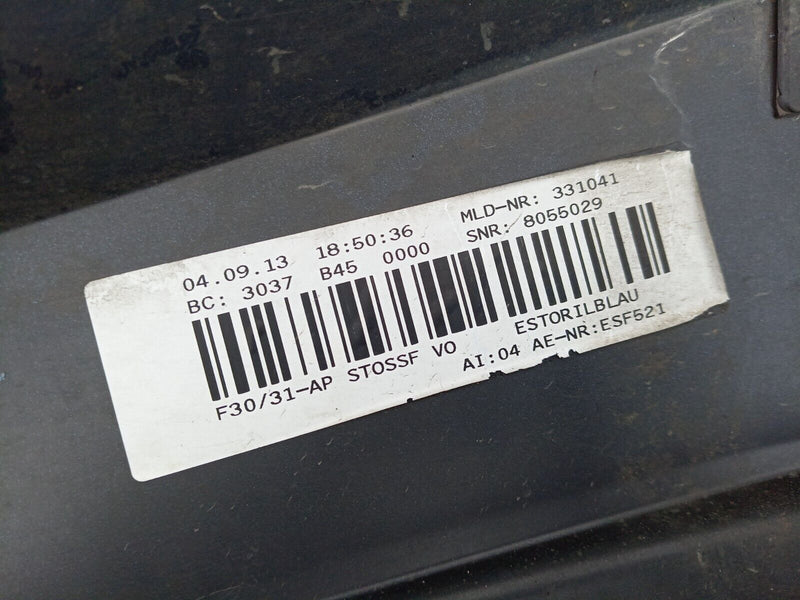 04.09.13 18:50:36 MLD-NR: 331041
BC: 3037 B45 0000 SNR: 8055029
F30/31-AP STOSSF VO ESTORILBLAU
AI:04 AE-NR:ESF521